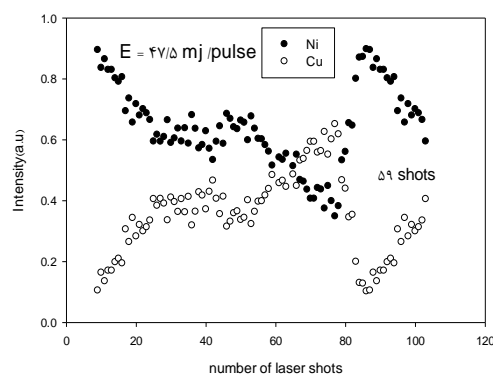 E = ۴۷/۵ mj /pulse
Ni
Cu
۵۹ shots
Intensity(a.u)
1.0
0.8
0.6
0.4
0.2
0.0
0 20 40 60 80 100 120
number of laser shots